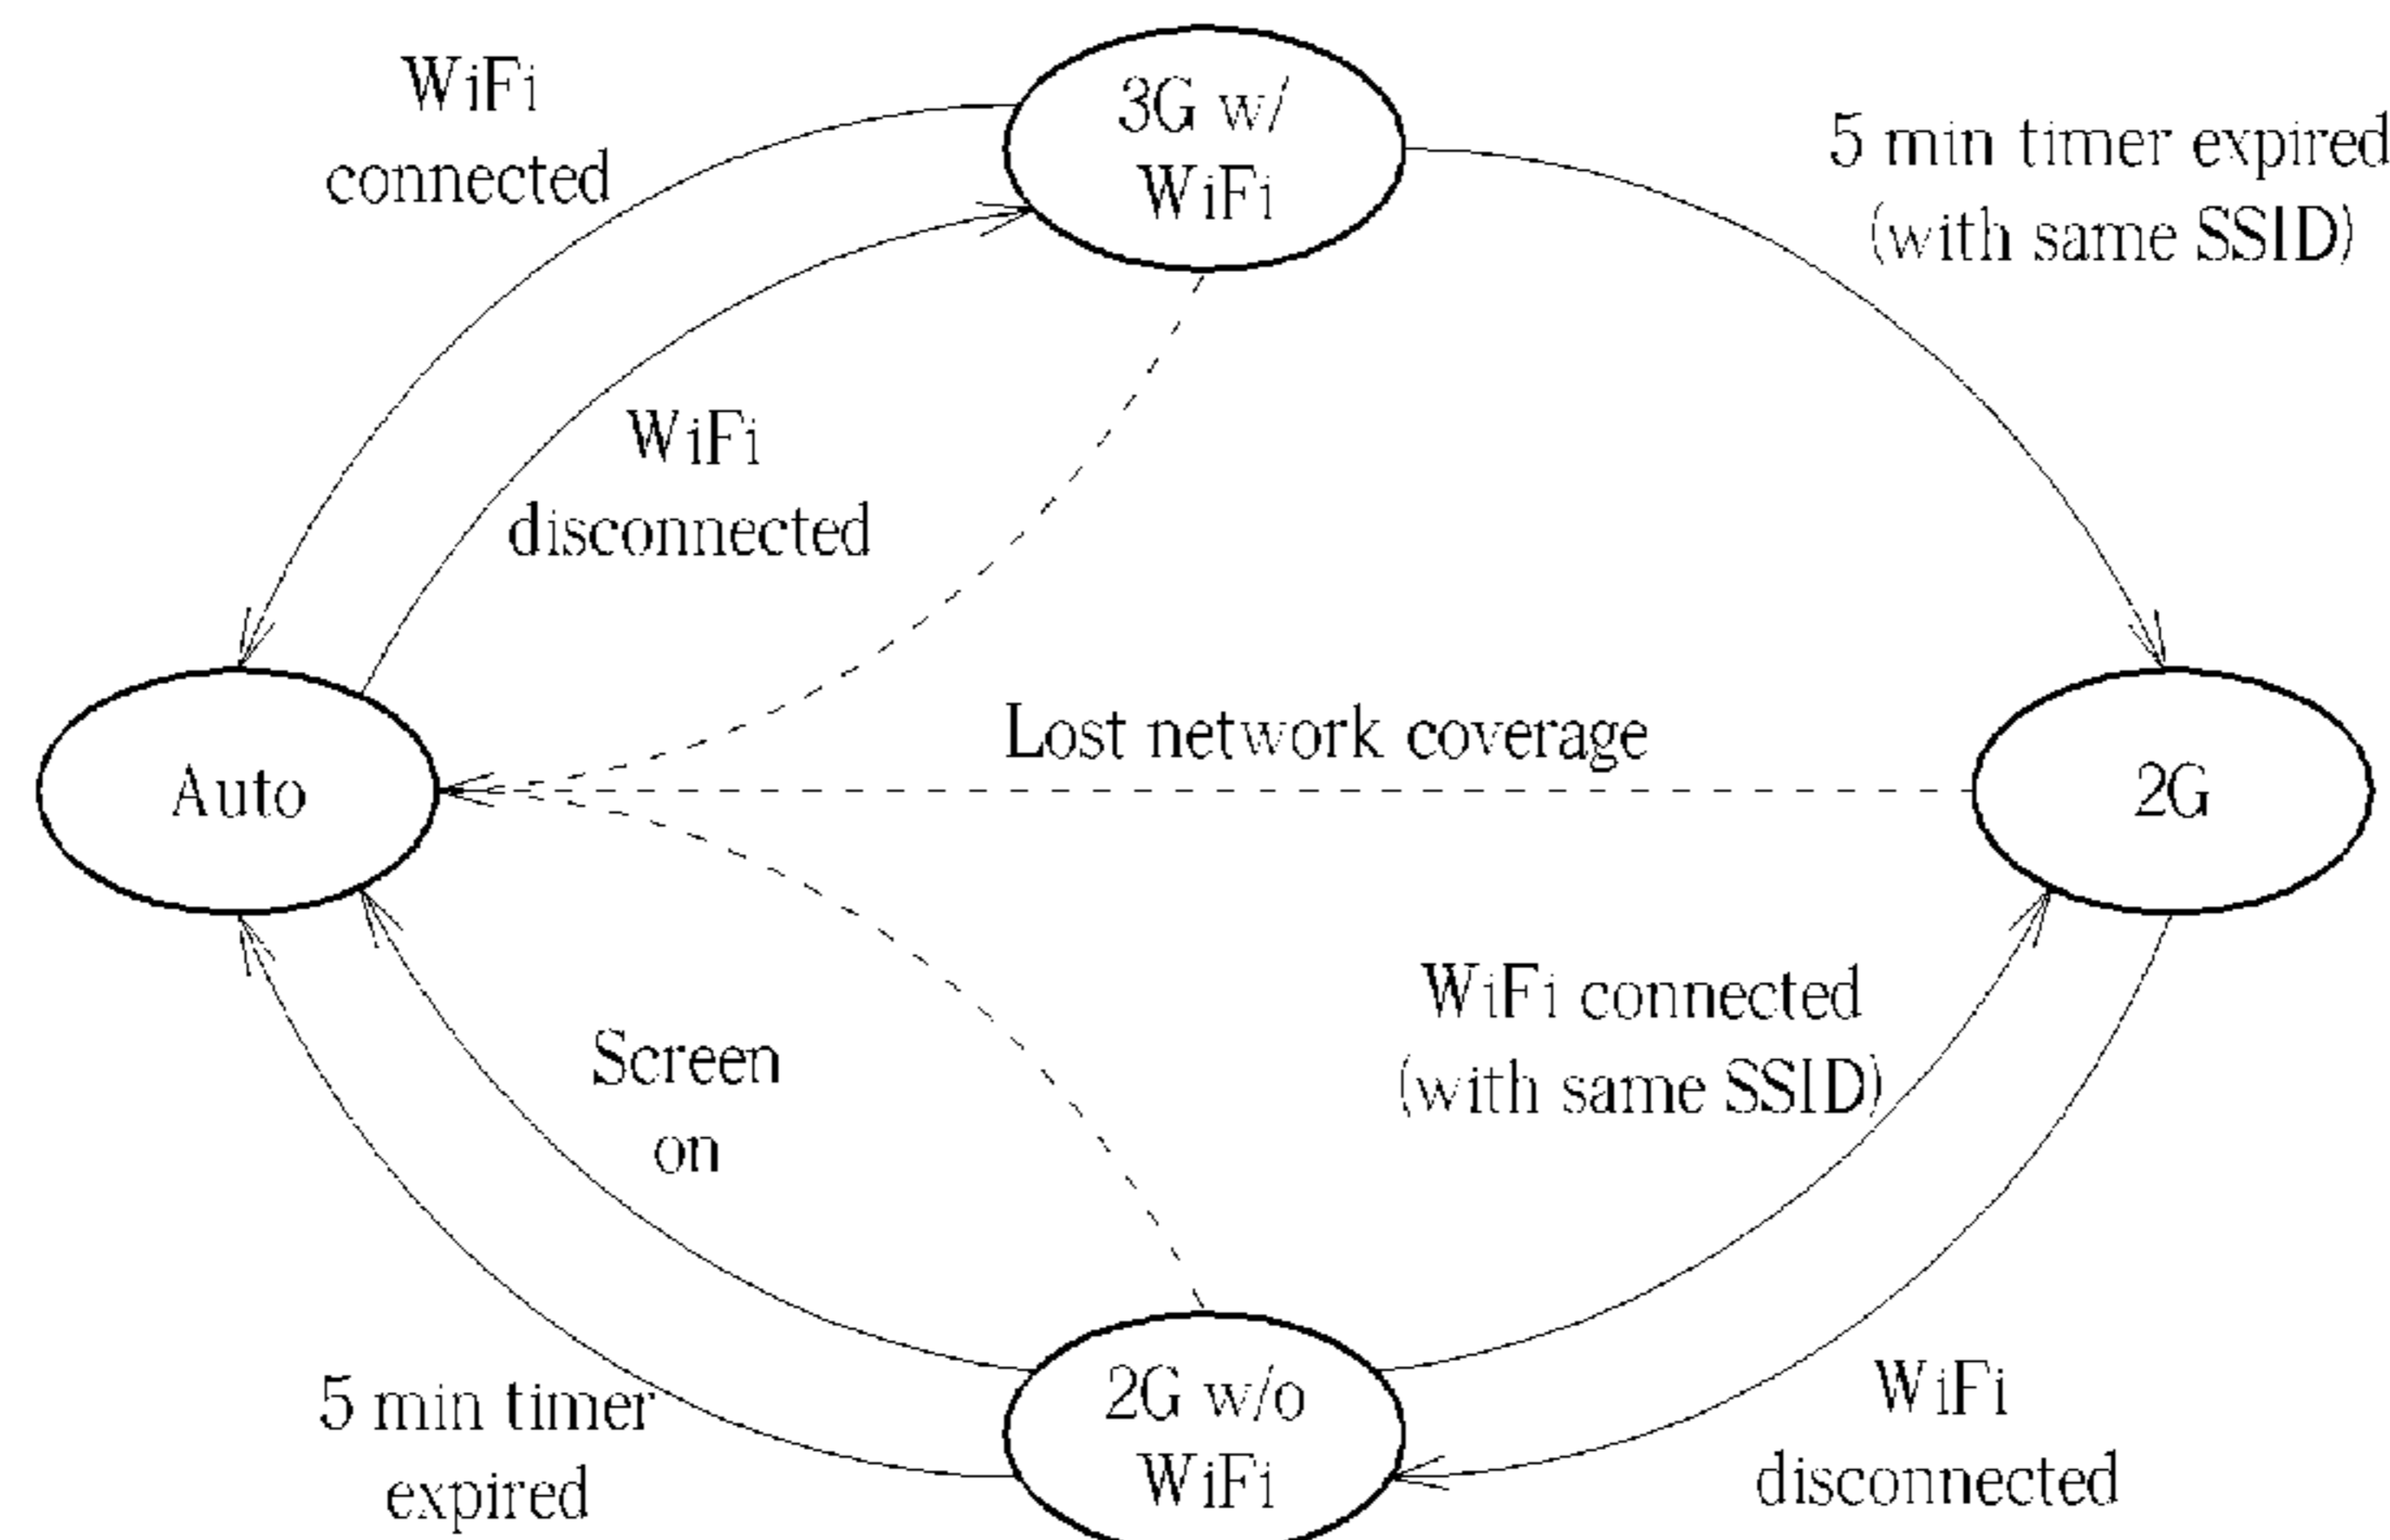 WiFi
connected
3G w/
WiFi
5 min timer expired
(with same SSID)
WiFi
disconnected
Lost network coverage
Auto
2G
WiFi connected
(with same SSID)
Screen
on
5 min timer
expired
2G w/o
WiFi
WiFi
disconnected